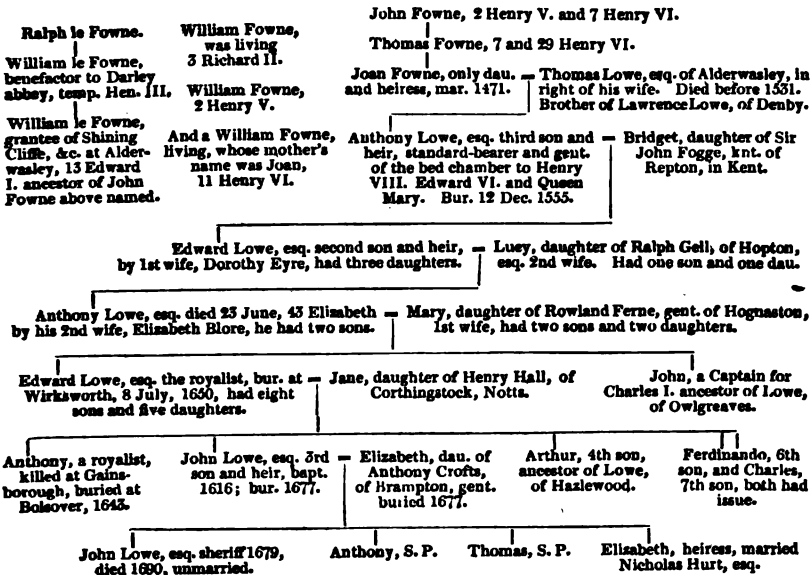 Ralph le Fowne.
William le Fowne,
benefactor to Darley
abbey, temp. Hen. III.
William le Fowne,
grantee of Shining
Cliffe, &c. at Alder-
wasley, 13 Edward
I. ancestor of John
Fowne above named.
William Fowne,
was living
3 Richard II.
William Fowne,
2 Henry V.
And a William Fowne,
living, whose mother's
name was Joan,
11 Henry VI.
John Fowne, 2 Henry V. and 7 Henry VI.
Thomas Fowne, 7 and 29 Henry VI.
Joan Fowne, only dau.
and heiress, mar. 1471.
Thomas Lowe, esq. of Alderwasley, in
right of his wife. Died before 1531.
Brother of Lawrence Lowe, of Denby.
Anthony Lowe, esq. third son and
heir, standard-bearer and gent.
of the bed chamber to Henry
VIII. Edward VI. and Queen
Mary. Bur. 12 Dec. 1555.
Bridget, daughter of Sir
John Fogge, knt. of
Repton, in Kent.
Edward Lowe, esq. second son and heir,
by 1st wife, Dorothy Eyre, had three daughters.
Lucy, daughter of Ralph Gell, of Hopton,
esq. 2nd wife. Had one son and one dau.
Anthony Lowe, esq. died 23 June, 43 Elizabeth
by his 2nd wife, Elizabeth Blore, he had two sons.
Mary, daughter of Rowland Ferne, gent. of Hognaston,
1st wife, had two sons and two daughters.
Edward Lowe, esq. the royalist, bur. at
Wirksworth, 8 July, 1650, had eight
sons and five daughters.
Jane, daughter of Henry Hall, of
Corthingstock, Notts.
John, a Captain for
Charles I. ancestor of Lowe,
of Owlgreaves.
Anthony, a royalist,
killed at Gains-
borough, buried at
Bolsover, 1643.
John Lowe, esq. 3rd
son and heir, bapt.
1616; bur. 1677.
Elizabeth, dau. of
Anthony Crofts,
of Brampton, gent.
buried 1677.
Arthur, 4th son,
ancestor of Lowe,
of Hazlewood.
Ferdinando, 6th
son, and Charles,
7th son, both had
issue.
John Lowe, esq. sheriff 1679,
died 1690, unmarried.
Anthony, S. P.
Thomas, S. P.
Elizabeth, heiress, married
Nicholas Hurt, esq.